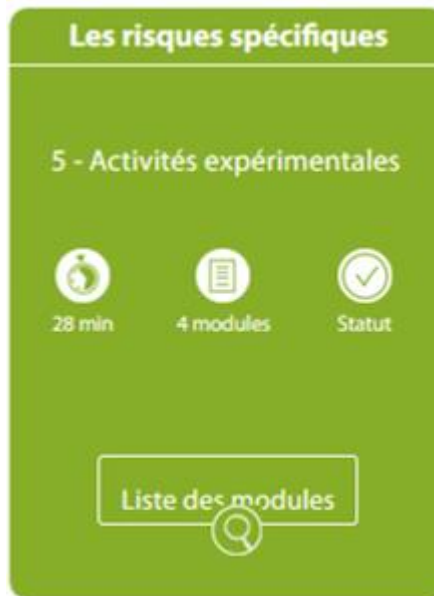 Les risques spécifiques
5 - Activités expérimentales
28 min 4 modules Statut
Liste des modules